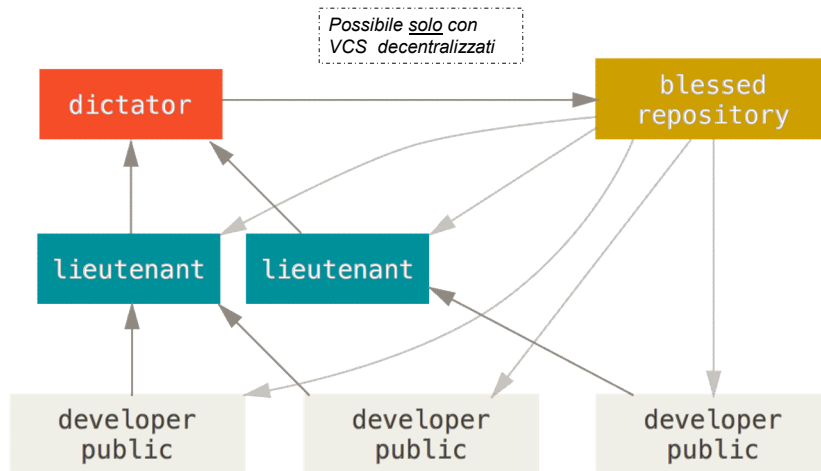 Possibile solo con
VCS decentralizzati
dictator
blessed
repository
lieutenant
lieutenant
developer
public
developer
public
developer
public